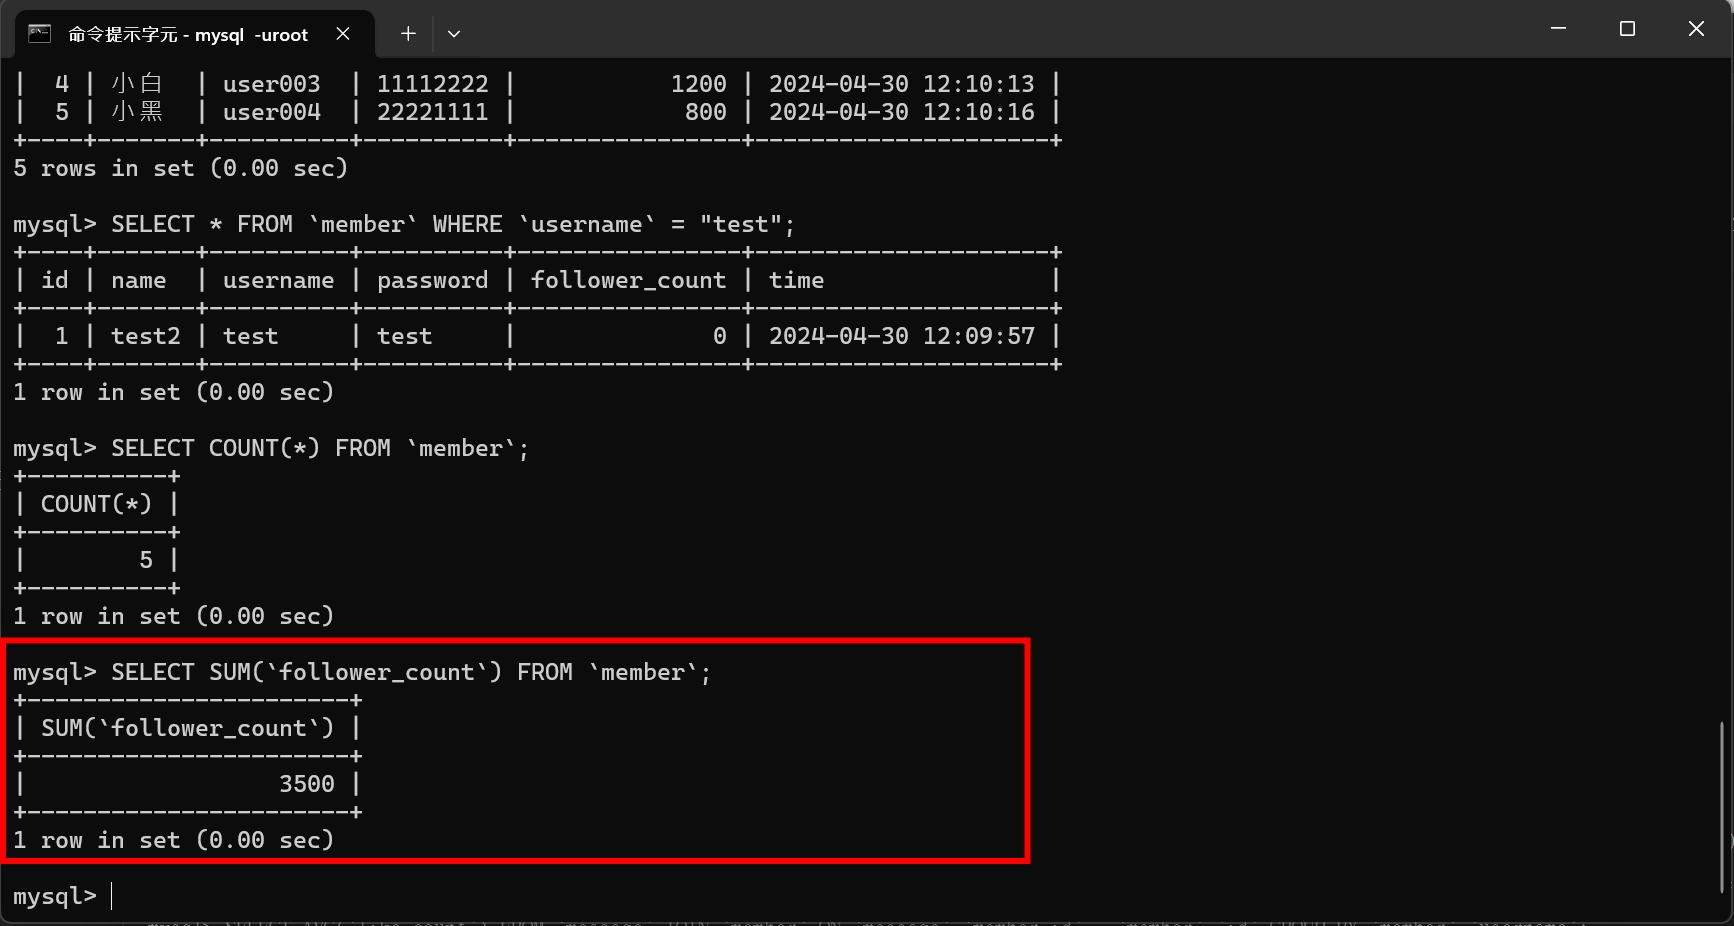 命令提示字元 - mysql  -uroot
|  4 | 小白  | user003  | 11112222 |           1200 | 2024-04-30 12:10:13 |
|  5 | 小黑  | user004  | 22221111 |            800 | 2024-04-30 12:10:16 |
+----+-------+----------+----------+----------------+---------------------+
5 rows in set (0.00 sec)
mysql> SELECT * FROM `member` WHERE `username` = "test";
+----+-------+----------+----------+----------------+---------------------+
| id | name  | username | password | follower_count | time                |
+----+-------+----------+----------+----------------+---------------------+
|  1 | test2 | test     | test     |              0 | 2024-04-30 12:09:57 |
+----+-------+----------+----------+----------------+---------------------+
1 row in set (0.00 sec)
mysql> SELECT COUNT(*) FROM `member`;
+----------+
| COUNT(*) |
+----------+
|        5 |
+----------+
1 row in set (0.00 sec)
mysql> SELECT SUM(`follower_count`) FROM `member`;
+-----------------------+
| SUM(`follower_count`) |
+-----------------------+
|                  3500 |
+-----------------------+
1 row in set (0.00 sec)
mysql>